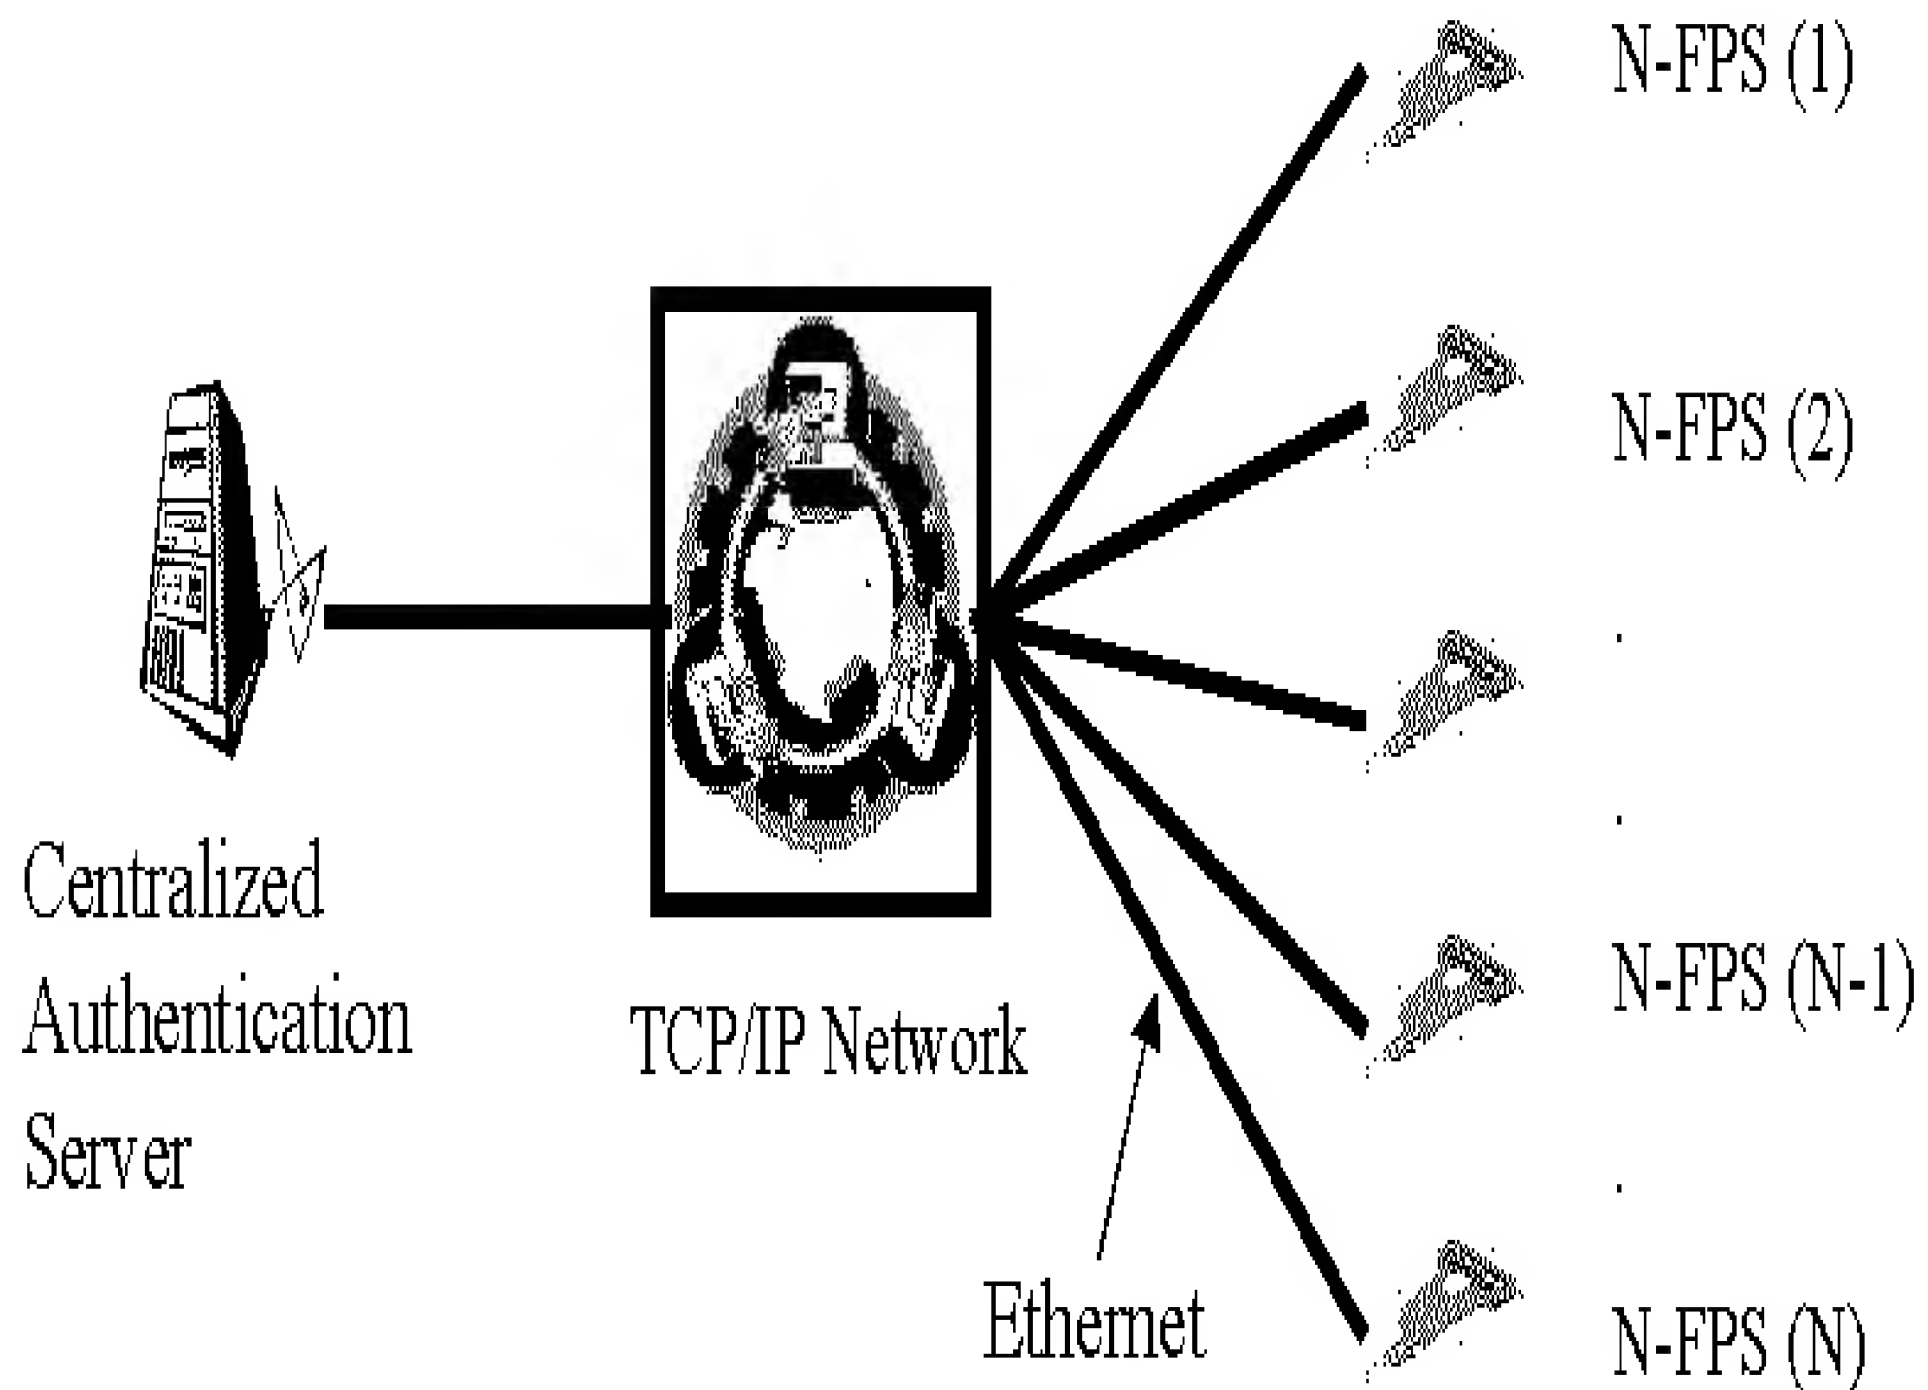 N-FPS (1)
N-FPS (2)
.
.
N-FPS (N-1)
.
N-FPS (N)
Centralized
Authentication
Server
TCP/IP Network
Ethernet